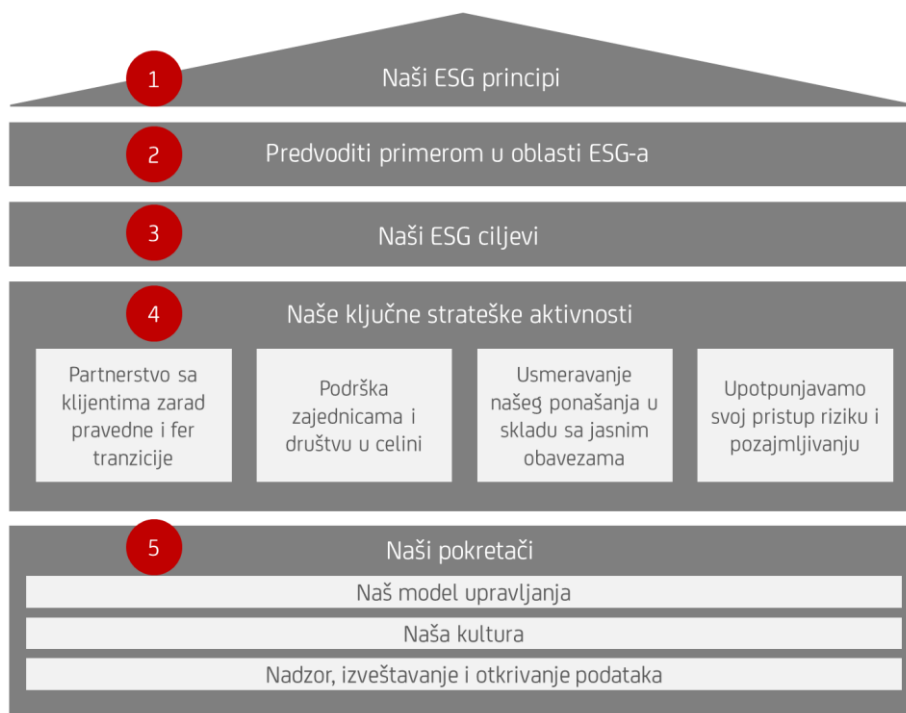 1
Naši ESG principi
2
Predvoditi primerom u oblasti ESG-a
3
Naši ESG ciljevi
4
Naše ključne strateške aktivnosti
Partnerstvo sa
klijentima zarad
pravedne i fer
tranzicije
Podrška
zajednicama i
društvu u celini
Usmeravanje
našeg ponašanja u
skladu sa jasnim
obavezama
Upotpunjavamo
svoj pristup riziku i
pozajmljivanju
5
Naši pokretači
Naš model upravljanja
Naša kultura
Nadzor, izveštavanje i otkrivanje podataka